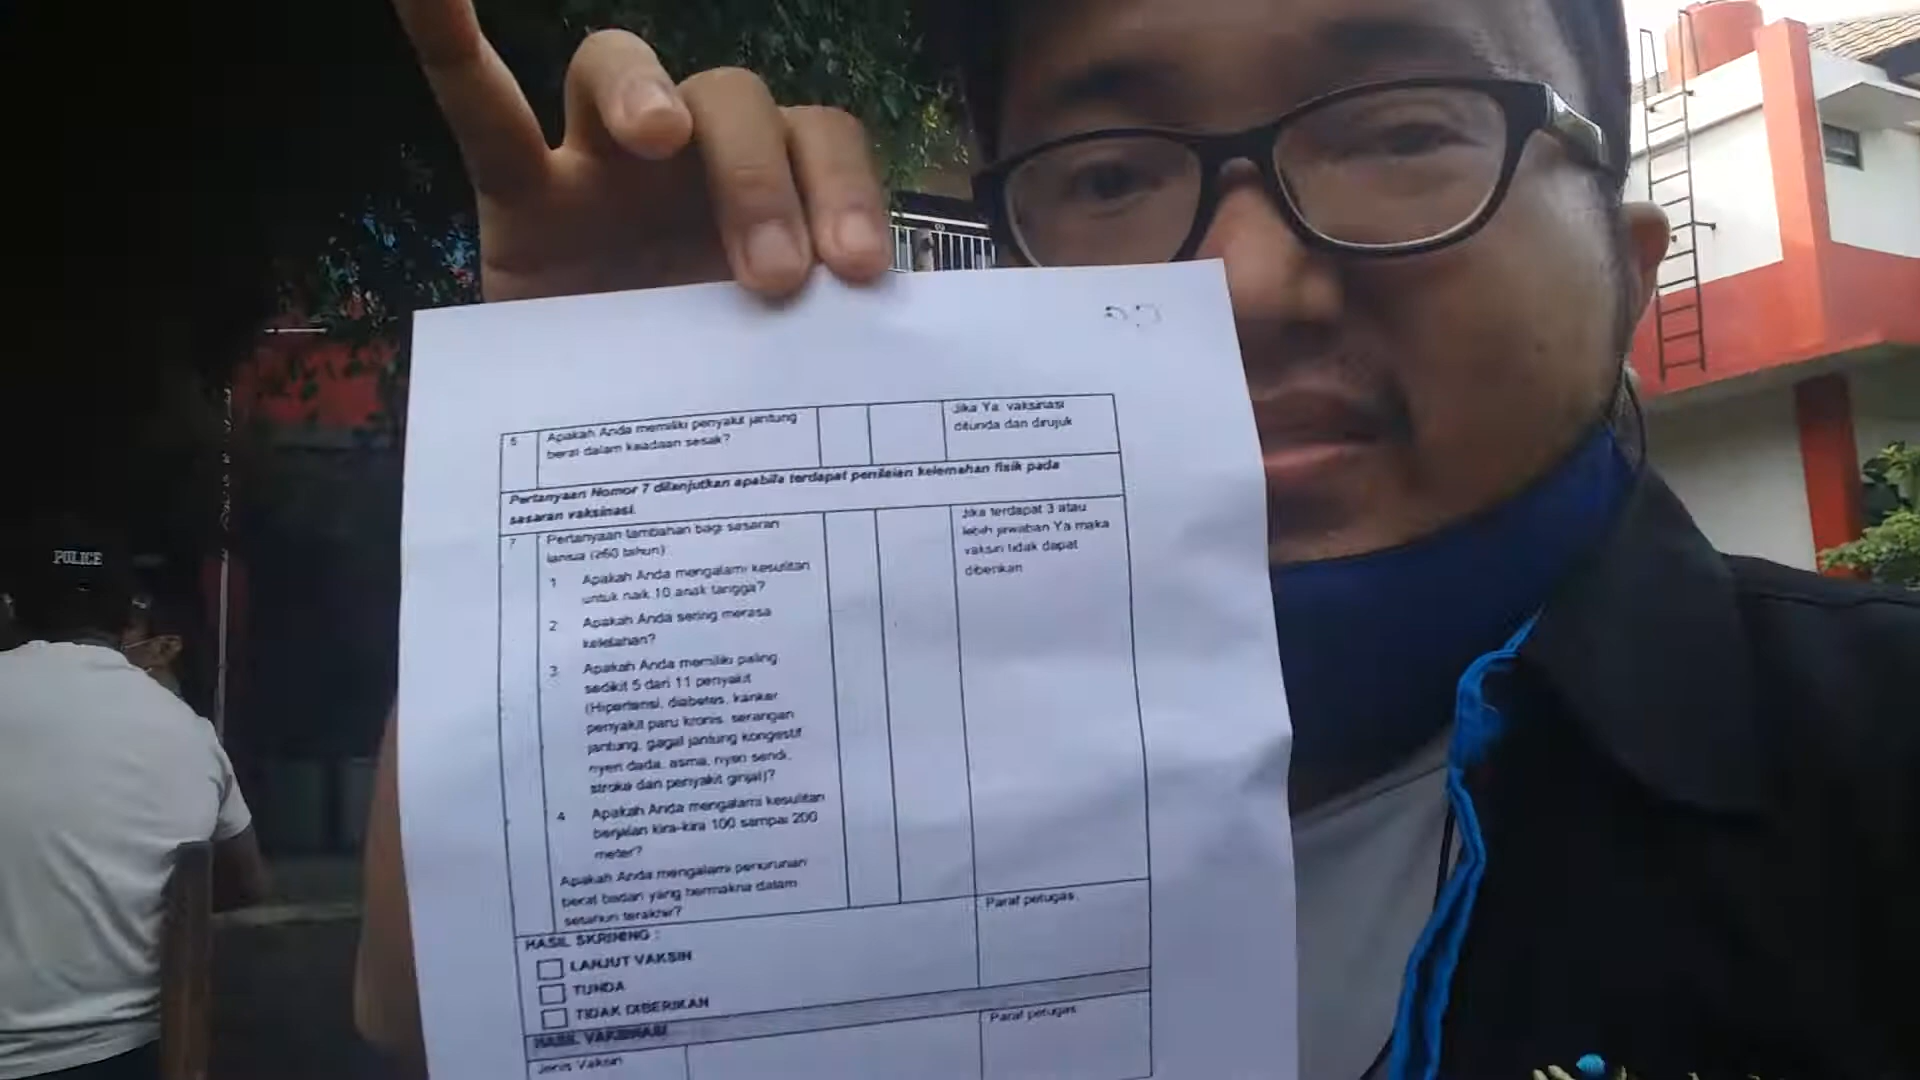 POLICE
Apakah Anda memiliki penyakit jantung
berat dalam keadaan sesak?
Jika Ya vaksinasi
ditunda dan dirujuk
Pertanyaan Nomor 7 dilanjutkan apabila terdapat penilaian kelemahan fisik pada
sasaran vaksinasi.
7
Pertanyaan tambahan bagi sasaran
lansia (≥60 tahun)
1 Apakah Anda mengalami kesulitan
untuk naik 10 anak tangga?
2 Apakah Anda sering merasa
kelelahan?
3 Apakah Anda memiliki paling
sedikit 5 dari 11 penyakit
(Hipertensi, diabetes, kanker,
penyakit paru kronis, serangan
jantung, gagal jantung kongestif
nyeri dada, asma, nyeri sendi,
stroke dan penyakit ginjal)?
4 Apakah Anda mengalami kesulitan
berjalan kira-kira 100 sampai 200
meter?
Apakah Anda mengalami penurunan
berat badan yang bermakna dalam
setahun terakhir?
Jika terdapat 3 atau
lebih jawaban Ya maka
vaksin tidak dapat
diberikan
HASIL SKRINING :
LANJUT VAKSIN
TUNDA
TIDAK DIBERIKAN
Paraf petugas
HASIL VAKSINASI
Jenis Vaksin
Paraf petugas